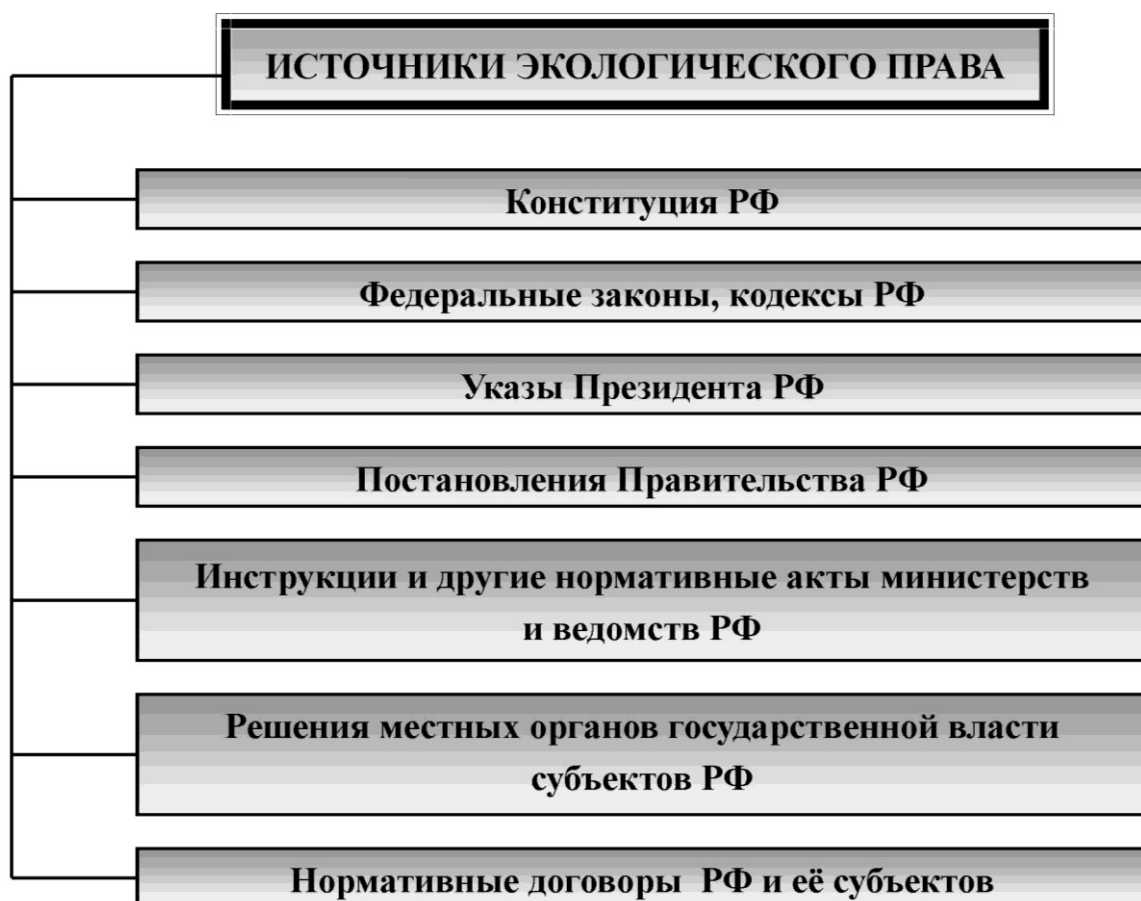 ИСТОЧНИКИ ЭКОЛОГИЧЕСКОГО ПРАВА
Конституция РФ
Федеральные законы, кодексы РФ
Указы Президента РФ
Постановления Правительства РФ
Инструкции и другие нормативные акты министерств
и ведомств РФ
Решения местных органов государственной власти
субъектов РФ
Нормативные договоры РФ и её субъектов